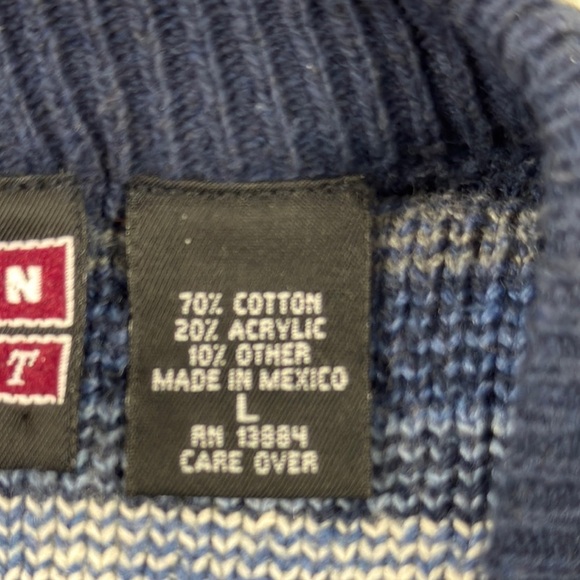 N
T
70% COTTON
20% ACRYLIC
10% OTHER
MADE IN MEXICO
L
RN 13884
CARE OVER